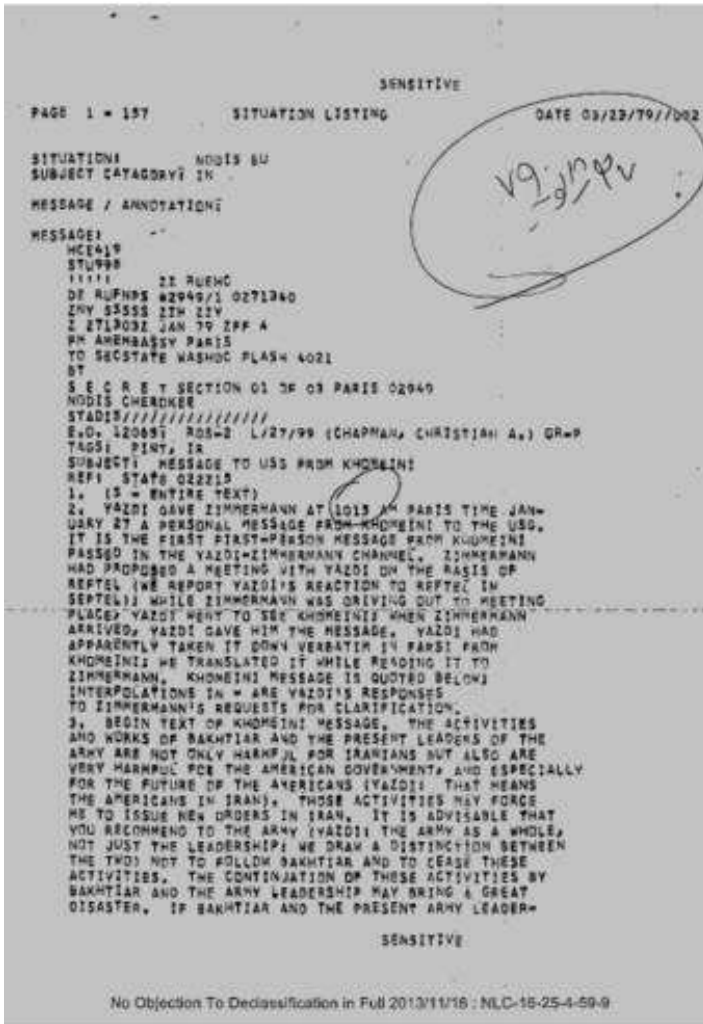 SENSITIVE
PAGE 1 - 157 SITUATION LISTING DATE 03/23/79//002
SITUATION: NODIS EU
SUBJECT CATAGORY: IN
MESSAGE / ANNOTATION:
MESSAGE:
HCE419
STU998
ZZ RUEHC
DE RUFNPS #2949/1 0271340
ZNY SSSSS ZZH ZZV
Z 271303Z JAN 79 ZFF 4
FM AMEMBASSY PARIS
TO SECSTATE WASHDC FLASH 4021
BT
S E C R E T SECTION 01 OF 03 PARIS 02949
NODIS CHEROKEE
STADIS/////////////////
E.O. 12065: RDS-2 1/27/99 (CHAPMAN, CHRISTIAN A.) OR-P
TAGS: PINT, IR
SUBJECT: MESSAGE TO USG FROM KHOMEINI
REF: STATE 022215
1. (S - ENTIRE TEXT)
2. YAZDI GAVE ZIMMERMANN AT 1015 AM PARIS TIME JAN-
UARY 27 A PERSONAL MESSAGE FROM KHOMEINI TO THE USG.
IT IS THE FIRST FIRST-PERSON MESSAGE FROM KHOMEINI
PASSED IN THE YAZDI-ZIMMERMANN CHANNEL. ZIMMERMANN
HAD PROPOSED A MEETING WITH YAZDI ON THE BASIS OF
REFTEL (WE REPORT YAZDI'S REACTION TO REFTEL IN
SEPTEL); WHILE ZIMMERMANN WAS DRIVING OUT TO MEETING
PLACE, YAZDI WENT TO SEE KHOMEINI; WHEN ZIMMERMANN
ARRIVED, YAZDI GAVE HIM THE MESSAGE. YAZDI HAD
APPARENTLY TAKEN IT DOWN VERBATIM IN FARSI FROM
KHOMEINI; HE TRANSLATED IT WHILE READING IT TO
ZIMMERMANN. KHOMEINI MESSAGE IS QUOTED BELOW;
INTERPOLATIONS IN - ARE YAZDI'S RESPONSES
TO ZIMMERMANN'S REQUESTS FOR CLARIFICATION.
3. BEGIN TEXT OF KHOMEINI MESSAGE. THE ACTIVITIES
AND WORKS OF BAKHTIAR AND THE PRESENT LEADERS OF THE
ARMY ARE NOT ONLY HARMFUL FOR IRANIANS BUT ALSO ARE
VERY HARMFUL FOR THE AMERICAN GOVERNMENT, AND ESPECIALLY
FOR THE FUTURE OF THE AMERICANS (YAZDI: THAT MEANS
THE AMERICANS IN IRAN). THOSE ACTIVITIES MAY FORCE
ME TO ISSUE NEW ORDERS IN IRAN. IT IS ADVISABLE THAT
YOU RECOMMEND TO THE ARMY (YAZDI: THE ARMY AS A WHOLE,
NOT JUST THE LEADERSHIP; WE DRAW A DISTINCTION BETWEEN
THE TWO) NOT TO FOLLOW BAKHTIAR AND TO CEASE THESE
ACTIVITIES. THE CONTINUATION OF THESE ACTIVITIES BY
BAKHTIAR AND THE ARMY LEADERSHIP MAY BRING A GREAT
DISASTER. IF BAKHTIAR AND THE PRESENT ARMY LEADER-
SENSITIVE
No Objection To Declassification in Full 2013/11/18 : NLC-16-25-4-59-9